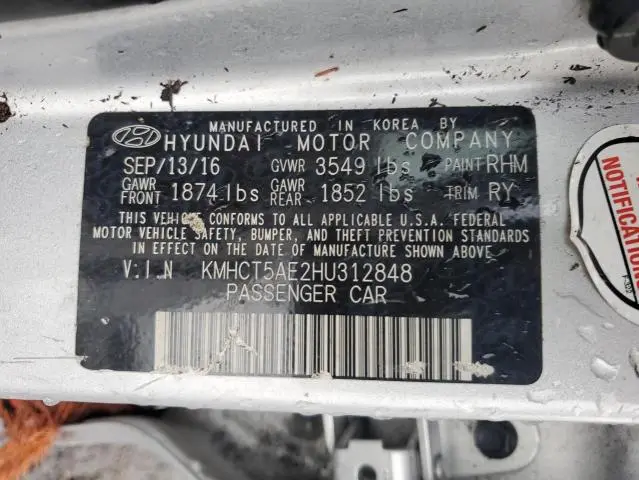 MANUFACTURED IN KOREA BY
HYUNDAI MOTOR COMPANY
SEP/13/16 GVWR 3549 lbs PAINT RHM
GAWR FRONT 1874 lbs GAWR REAR 1852 lbs TRIM RY
THIS VEHICLE CONFORMS TO ALL APPLICABLE U.S.A. FEDERAL
MOTOR VEHICLE SAFETY, BUMPER, AND THEFT PREVENTION STANDARDS
IN EFFECT ON THE DATE OF MANUFACTURE SHOWN ABOVE.
V.I.N KMHCT5AE2HU312848
PASSENGER CAR
NOTIFICATION